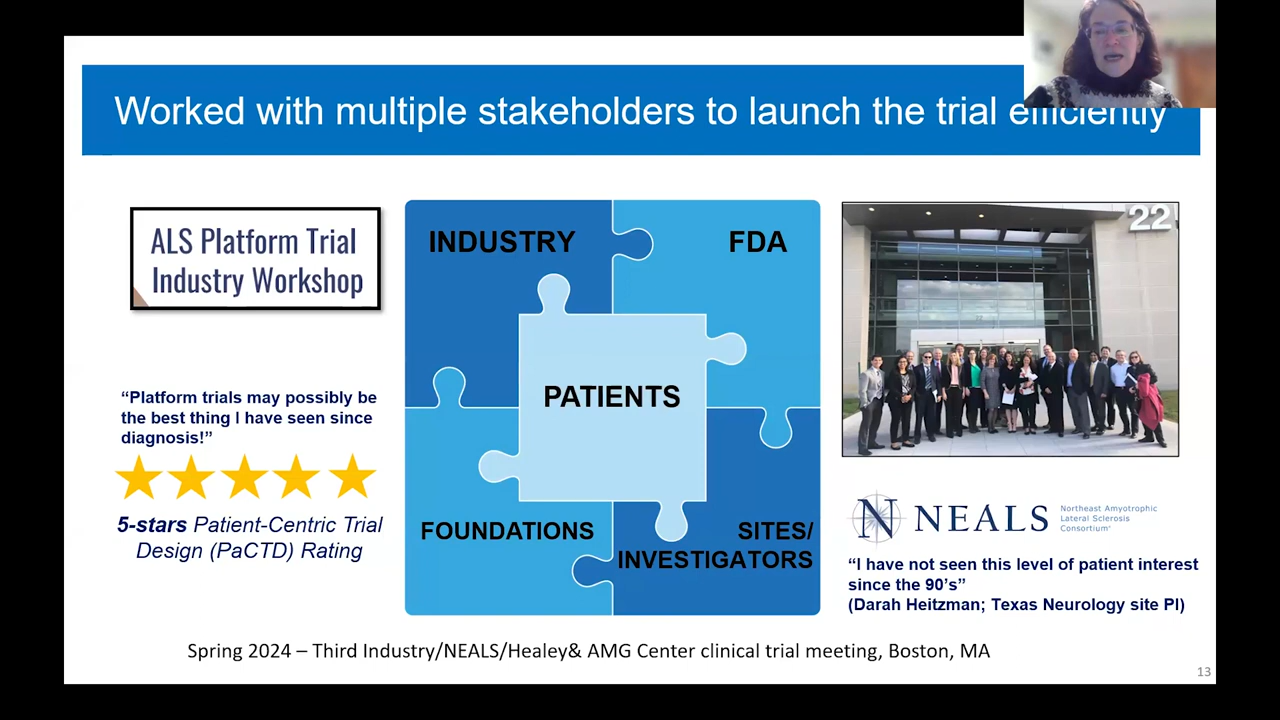 Worked with multiple stakeholders to launch the trial efficiently
ALS Platform Trial
Industry Workshop
“Platform trials may possibly be
the best thing I have seen since
diagnosis!”
5-stars Patient-Centric Trial
Design (PaCTD) Rating
INDUSTRY
FDA
PATIENTS
FOUNDATIONS
SITES/
INVESTIGATORS
22
NEALS
Northeast Amyotrophic
Lateral Sclerosis
Consortium
“I have not seen this level of patient interest
since the 90’s”
(Darah Heitzman; Texas Neurology site PI)
Spring 2024 – Third Industry/NEALS/Healey& AMG Center clinical trial meeting, Boston, MA
13